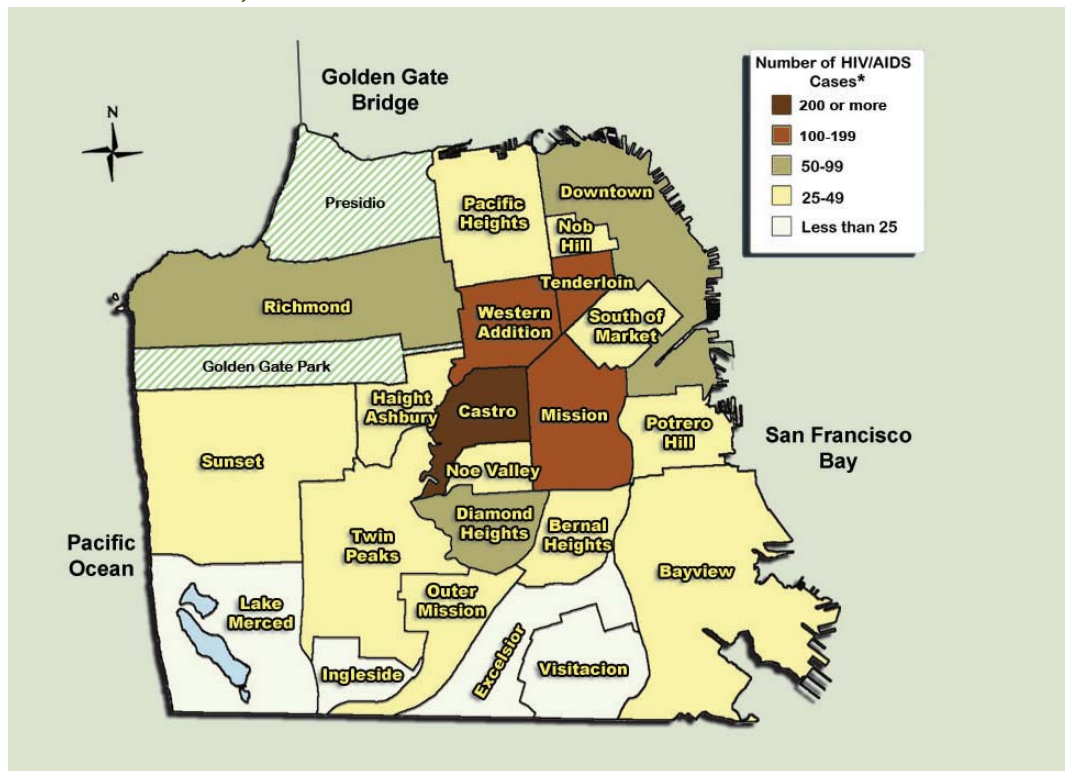 Golden Gate
Bridge
N
Number of HIV/AIDS
Cases*
200 or more
100-199
50-99
25-49
Less than 25
Presidio
Pacific
Heights
Downtown
Nob
Hill
Tenderloin
Richmond
Western
Addition
South of
Market
Golden Gate Park
Haight
Ashbury
Castro
Mission
Potrero
Hill
San Francisco
Bay
Sunset
Noe Valley
Diamond
Heights
Bernal
Heights
Twin
Peaks
Pacific
Ocean
Bayview
Outer
Mission
Lake
Merced
Ingleside
Excelsior
Visitacion